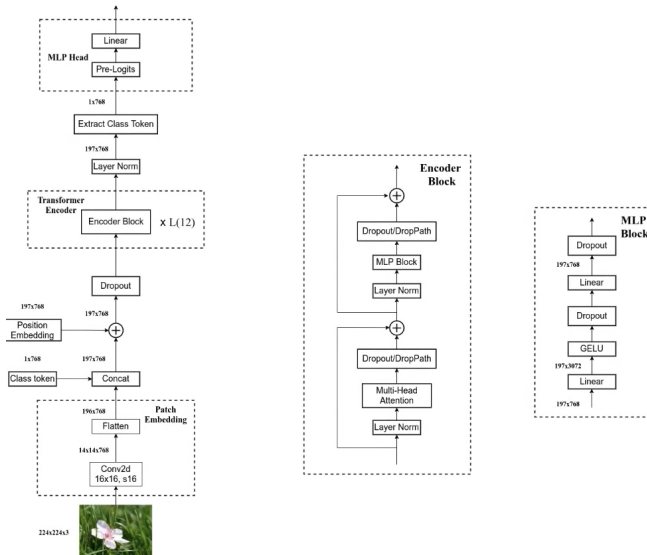 Linear
MLP Head
Pre-Logits
1x768
Extract Class Token
197x768
Layer Norm
Transformer
Encoder
Encoder Block
x L(12)
Dropout
197x768
197x768
Position
Embedding
1x768
197x768
Class token
Concat
196x768
Patch
Embedding
Flatten
14x14x768
Conv2d
16x16, s16
224x224x3
Encoder
Block
Dropout/DropPath
MLP Block
Layer Norm
Dropout/DropPath
Multi-Head
Attention
Layer Norm
MLP
Block
Dropout
197x768
Linear
Dropout
GELU
197x3072
Linear
197x768